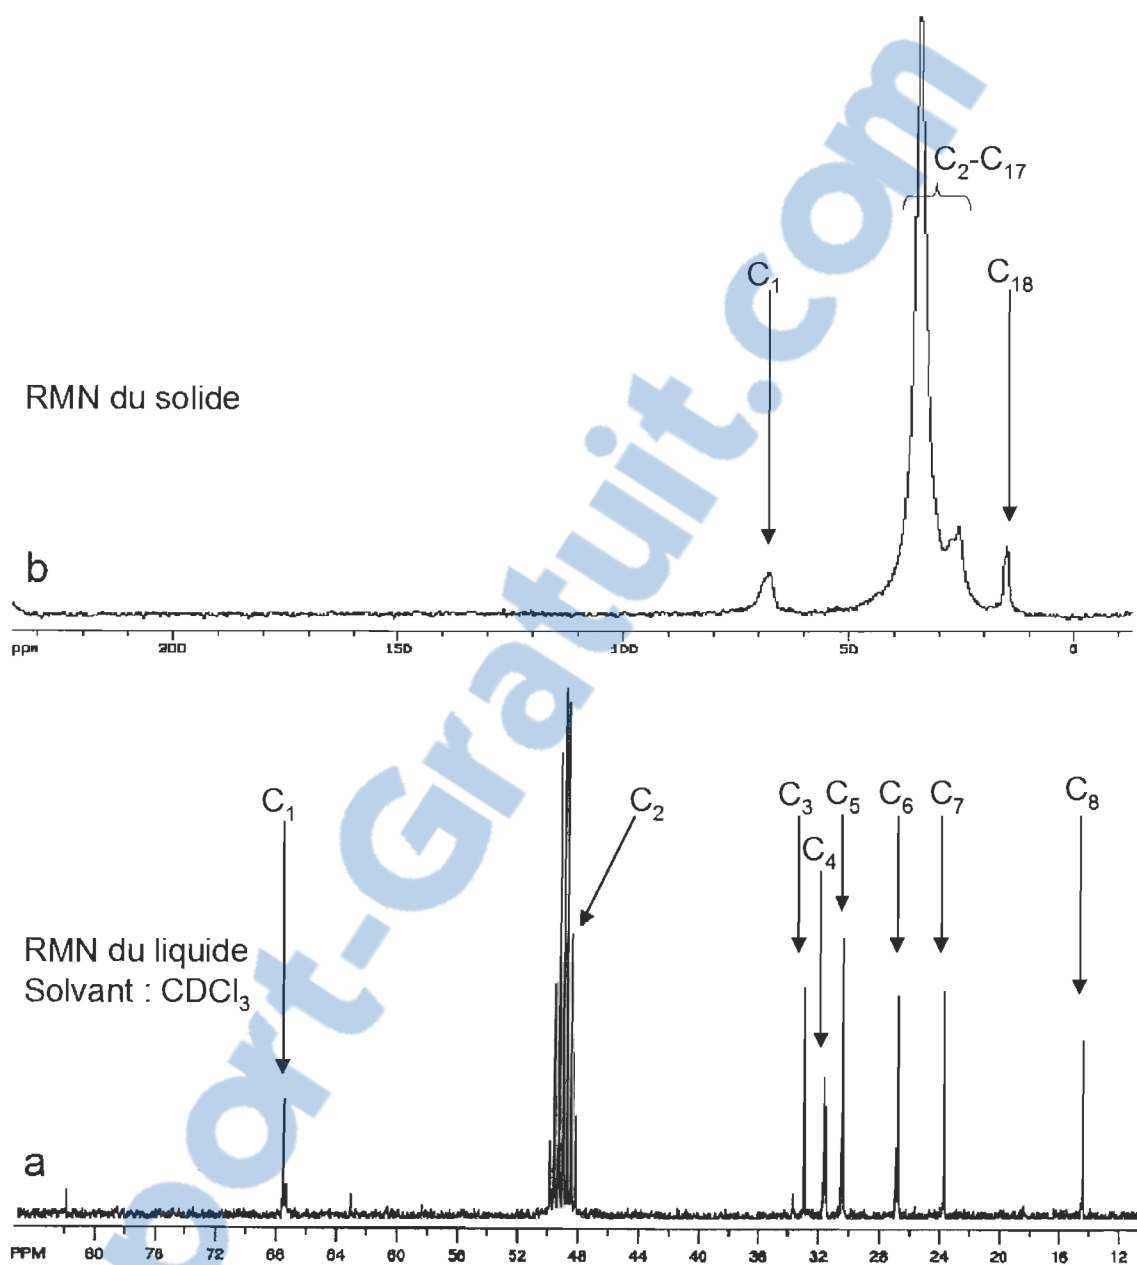 C₂-C₁₇
C₁
C₁₈
RMN du solide
b
ppm 200 150 100 50 0
C₁ C₂ C₃ C₅ C₆ C₇ C₈
C₄
RMN du liquide
Solvant : CDCl₃
a
PPM 80 76 72 68 64 60 56 52 48 44 40 36 32 28 24 20 16 12
port-Gratuit.com